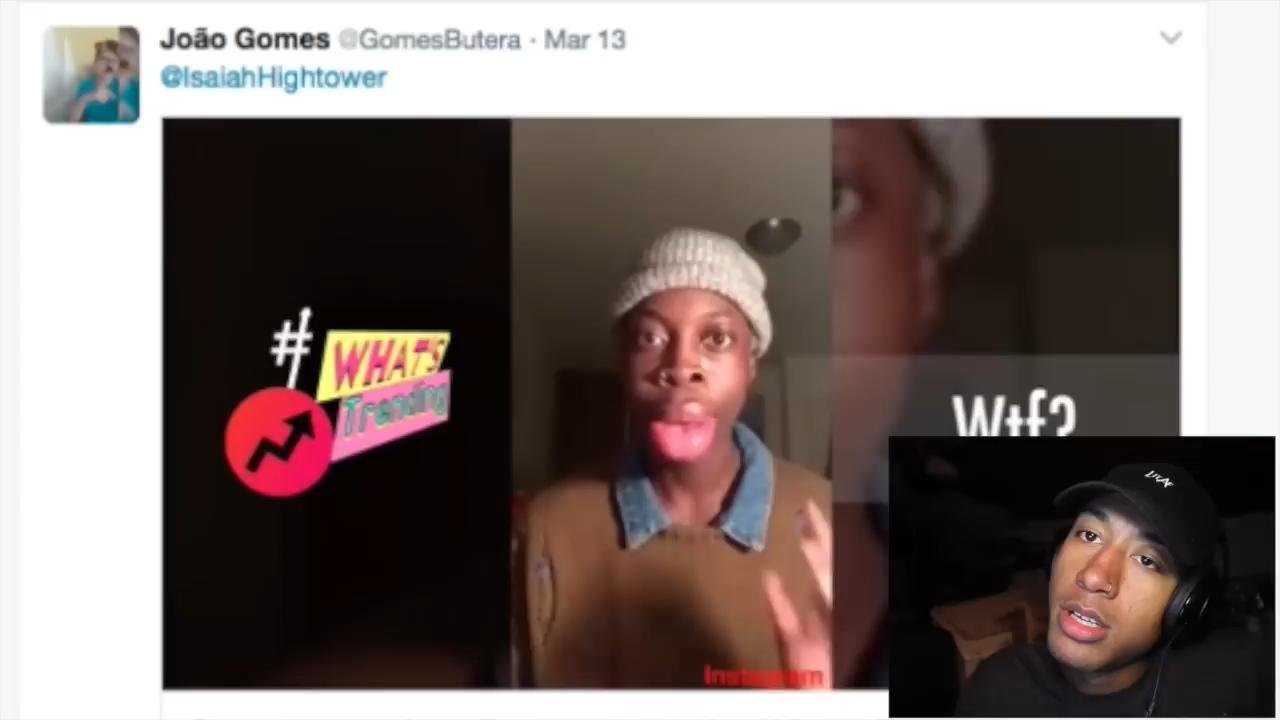 João Gomes @GomesButera · Mar 13
@IsaiahHightower
#
WHAT'S
Trending
Wtf?
Instagram